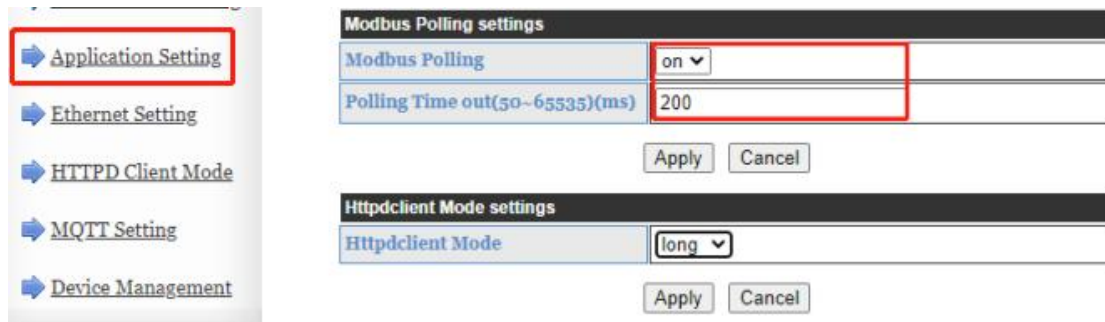 Application Setting
Ethernet Setting
HTTPD Client Mode
MQTT Setting
Device Management
Modbus Polling settings
Modbus Polling on
Polling Time out(50~65535)(ms) 200
Apply Cancel
Httpdclient Mode settings
Httpdclient Mode long
Apply Cancel